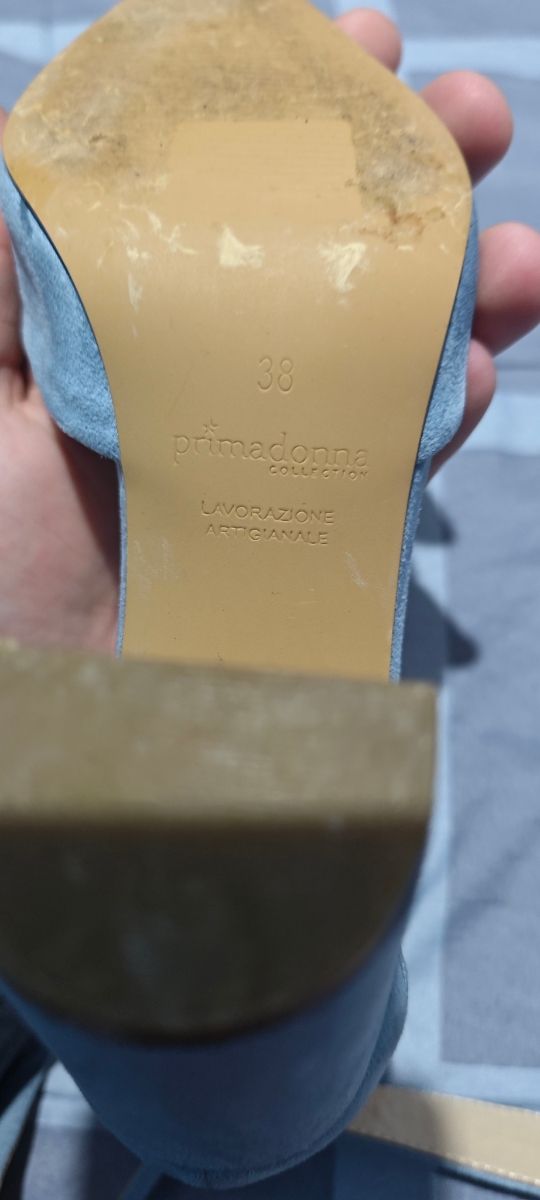 38
primadonna
COLLECTION
LAVORAZIONE
ARTIGIANALE